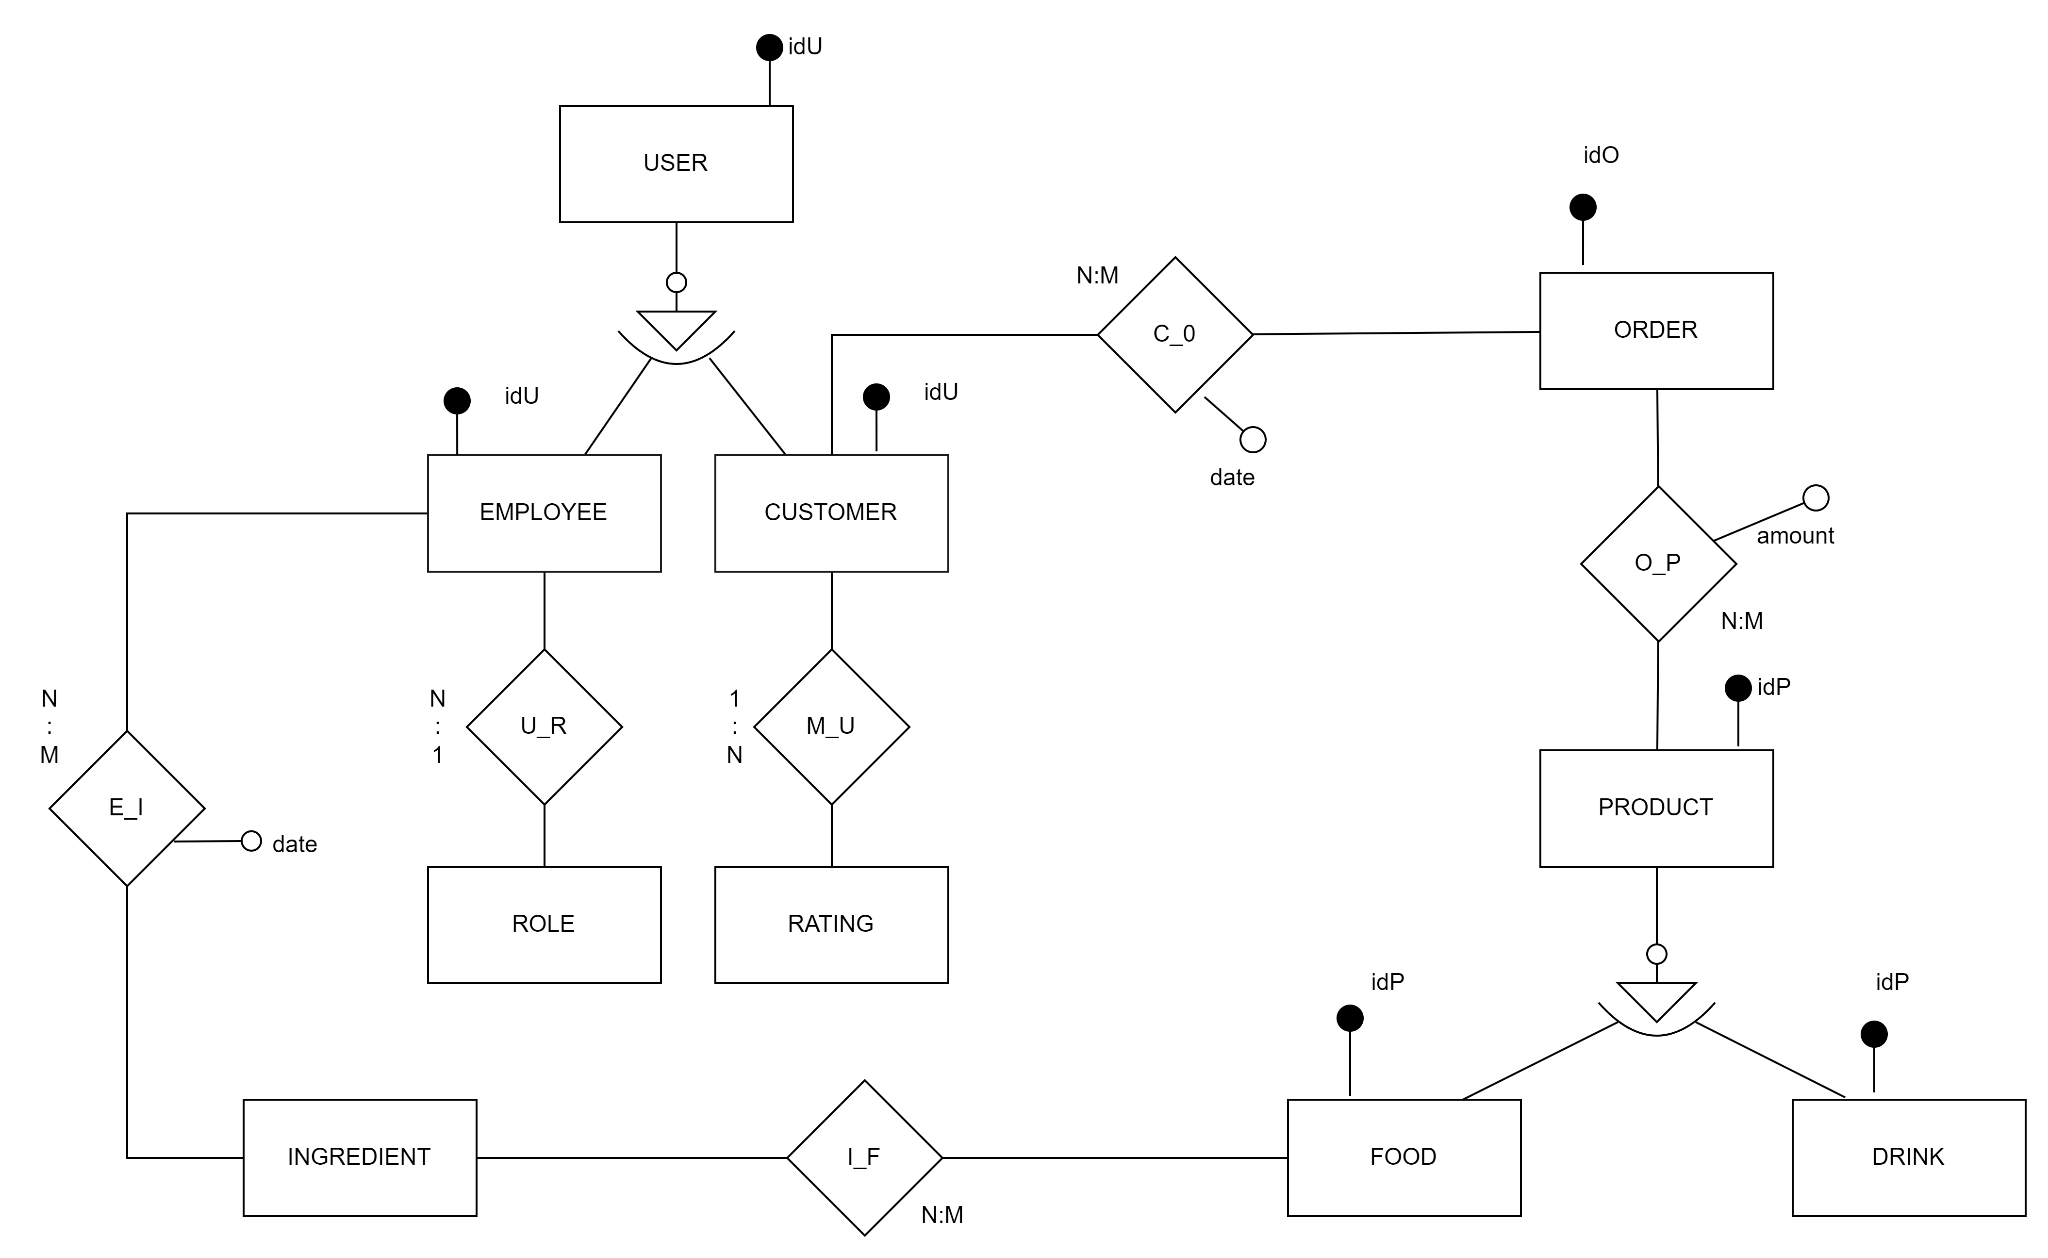 idU
USER
idO
N:M
C_0
ORDER
date
idU
idU
EMPLOYEE
CUSTOMER
amount
O_P
N:M
N
:
M
N
:
1
U_R
1
:
N
M_U
idP
E_I
date
PRODUCT
ROLE
RATING
idP
idP
INGREDIENT
I_F
N:M
FOOD
DRINK